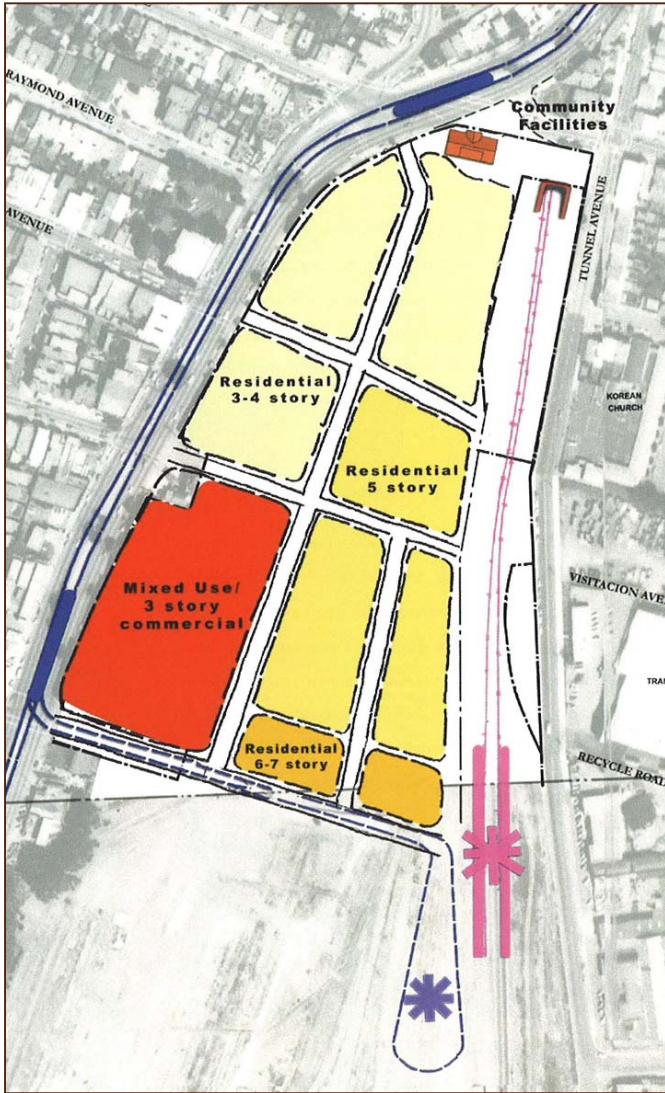 RAYMOND AVENUE
Community
Facilities
TUNNEL AVENUE
AVENUE
KOREAN
CHURCH
Residential
3-4 story
Residential
5 story
VISITACION AVE
Mixed Use/
3 story
commercial
TRAN
Residential
6-7 story
RECYCLE ROAD